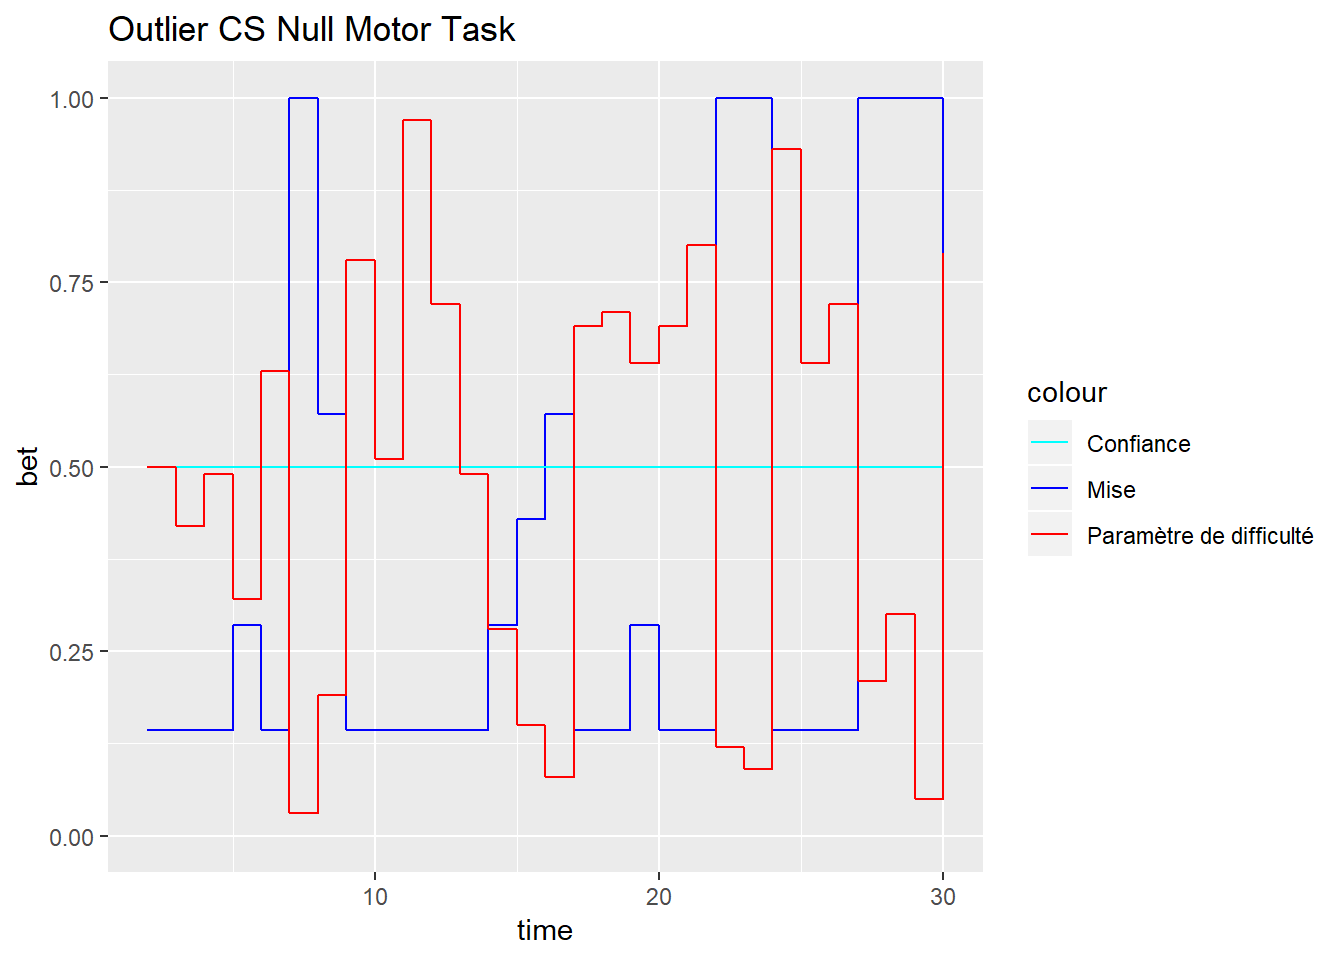 Outlier CS Null Motor Task
1.00
0.75
0.50
0.25
0.00
bet
10
20
30
time
colour
Confiance
Mise
Paramètre de difficulté